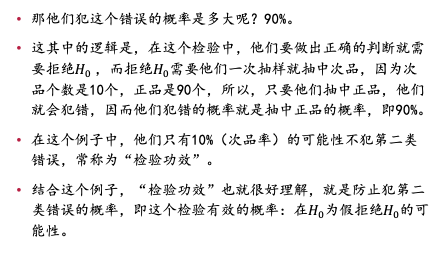 • 那他们犯这个错误的概率是多大呢？90%。
• 这其中的逻辑是，在这个检验中，他们要做出正确的判断就需
要拒绝H₀，而拒绝H₀需要他们一次抽样就抽中次品，因为次
品个数是10个，正品是90个，所以，只要他们抽中正品，他们
就会犯错，因而他们犯错的概率就是抽中正品的概率，即90%。
• 在这个例子中，他们只有10%（次品率）的可能性不犯第二类
错误，常称为“检验功效”。
• 结合这个例子，“检验功效”也就很好理解，就是防止犯第二
类错误的概率，即这个检验有效的概率：在H₀为假拒绝H₀的可
能性。